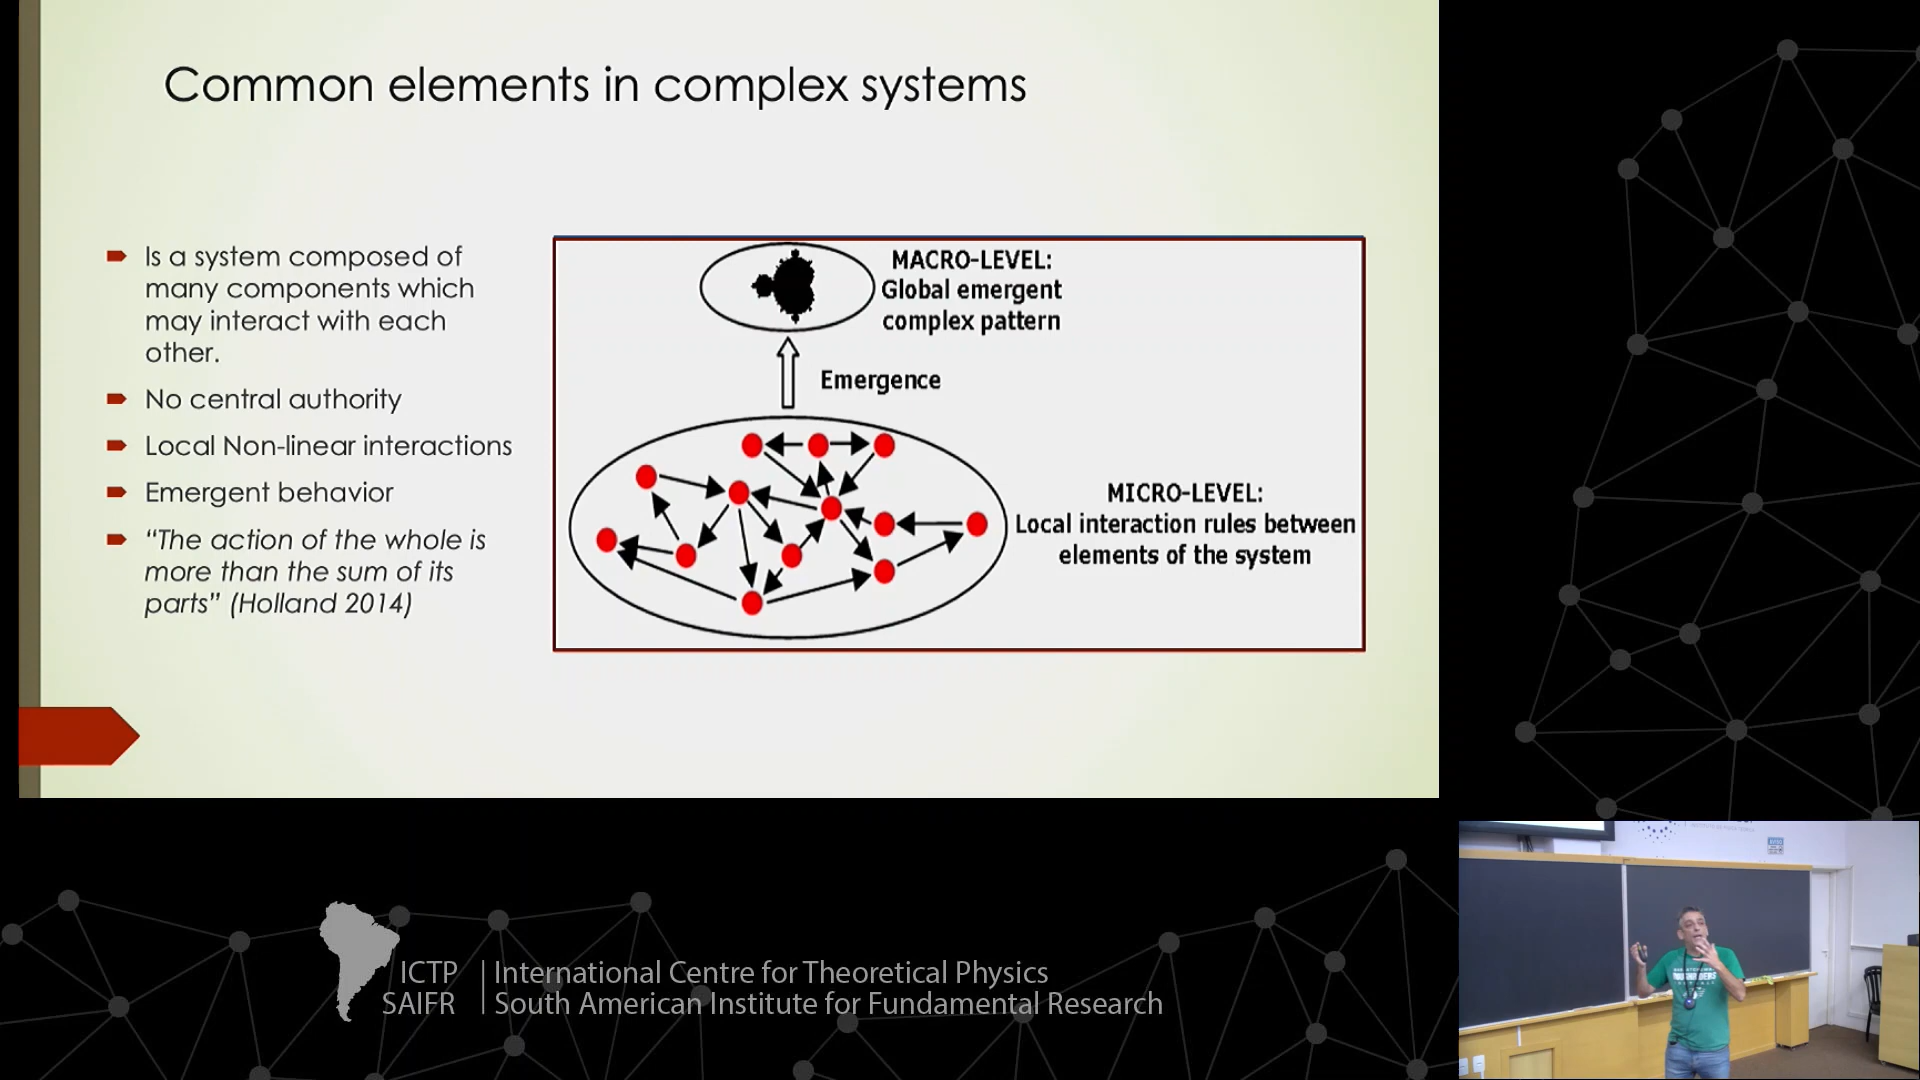 Common elements in complex systems
Is a system composed of
many components which
may interact with each
other.
No central authority
Local Non-linear interactions
Emergent behavior
“The action of the whole is
more than the sum of its
parts” (Holland 2014)
MACRO-LEVEL:
Global emergent
complex pattern
Emergence
MICRO-LEVEL:
Local interaction rules between
elements of the system
ICTP
SAIFR
International Centre for Theoretical Physics
South American Institute for Fundamental Research